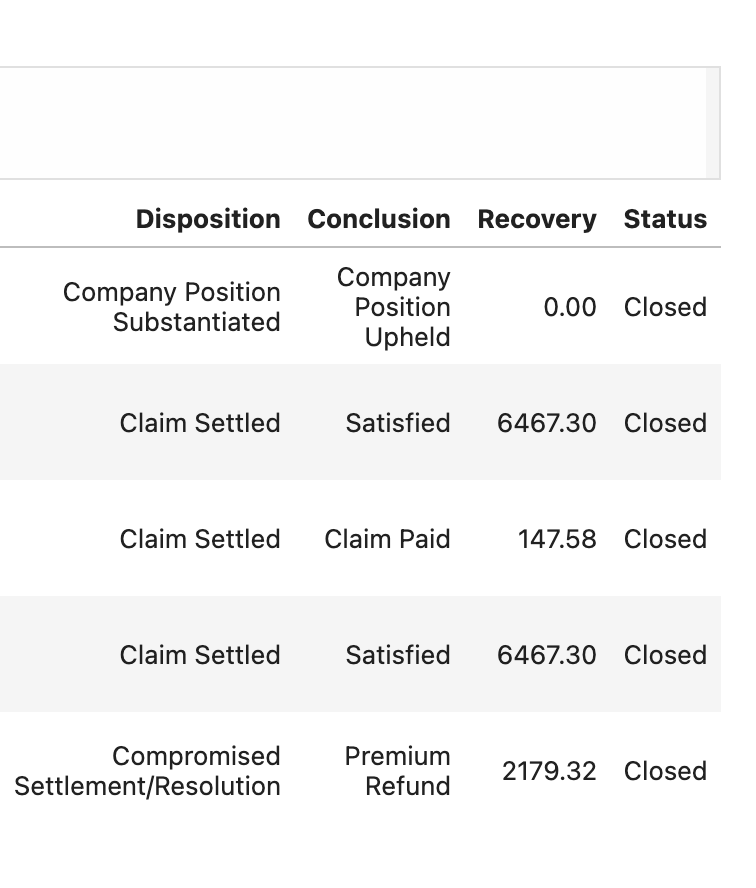 Disposition Conclusion Recovery Status
Company Position Substantiated Company Position Upheld 0.00 Closed
Claim Settled Satisfied 6467.30 Closed
Claim Settled Claim Paid 147.58 Closed
Claim Settled Satisfied 6467.30 Closed
Compromised Settlement/Resolution Premium Refund 2179.32 Closed